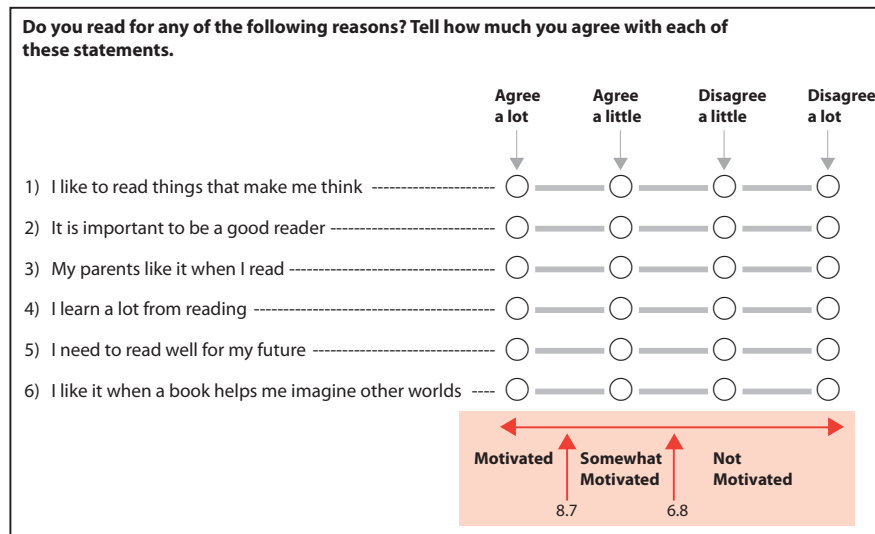 Do you read for any of the following reasons? Tell how much you agree with each of
these statements.
Agree
a lot
Agree
a little
Disagree
a little
Disagree
a lot
1) I like to read things that make me think
2) It is important to be a good reader
3) My parents like it when I read
4) I learn a lot from reading
5) I need to read well for my future
6) I like it when a book helps me imagine other worlds
Motivated
Somewhat
Motivated
Not
Motivated
8.7
6.8